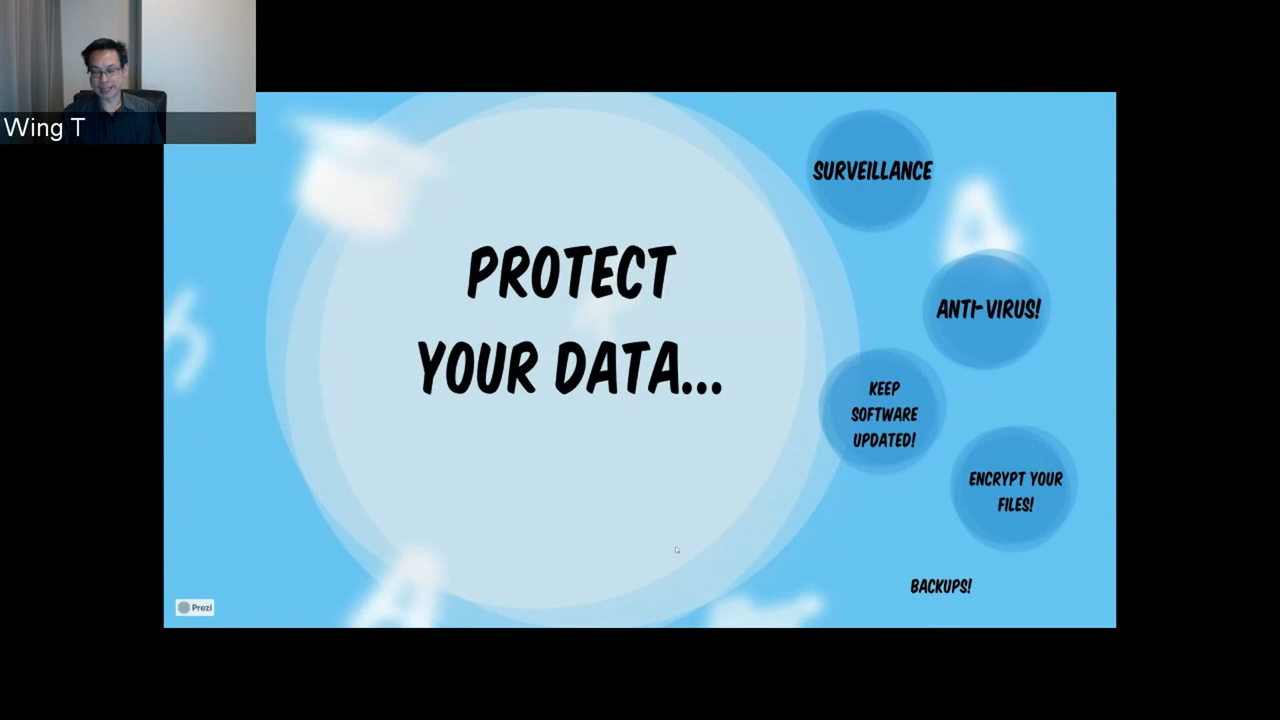 Wing T
PROTECT
YOUR DATA...
SURVEILLANCE
ANTI-VIRUS!
KEEP
SOFTWARE
UPDATED!
ENCRYPT YOUR
FILES!
BACKUPS!
Prezi